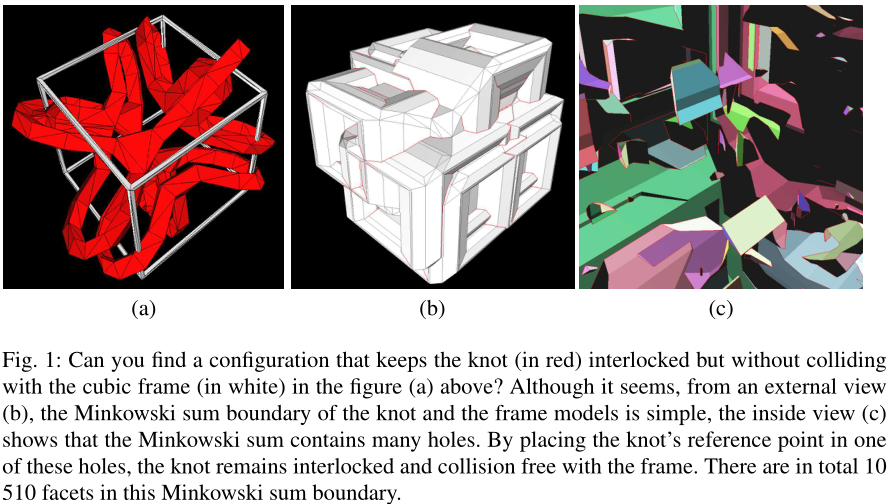 (a)
(b)
(c)
Fig. 1: Can you find a configuration that keeps the knot (in red) interlocked but without colliding
with the cubic frame (in white) in the figure (a) above? Although it seems, from an external view
(b), the Minkowski sum boundary of the knot and the frame models is simple, the inside view (c)
shows that the Minkowski sum contains many holes. By placing the knot's reference point in one
of these holes, the knot remains interlocked and collision free with the frame. There are in total 10
510 facets in this Minkowski sum boundary.